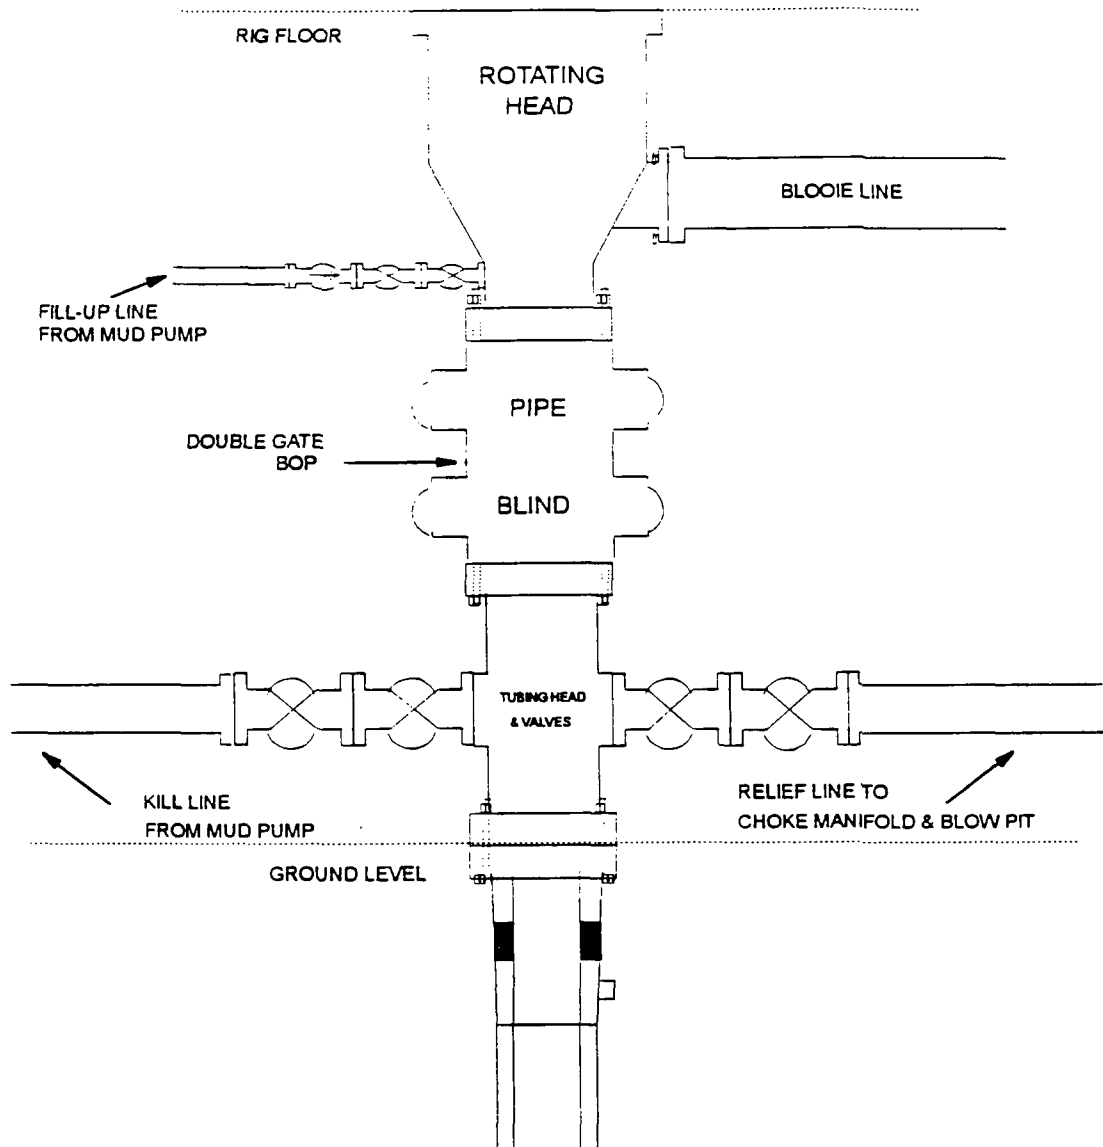 RIG FLOOR
ROTATING
HEAD
BLOOIE LINE
FILL-UP LINE
FROM MUD PUMP
PIPE
DOUBLE GATE
BOP
BLIND
TUBING HEAD
& VALVES
KILL LINE
FROM MUD PUMP
RELIEF LINE TO
CHOKE MANIFOLD & BLOW PIT
GROUND LEVEL